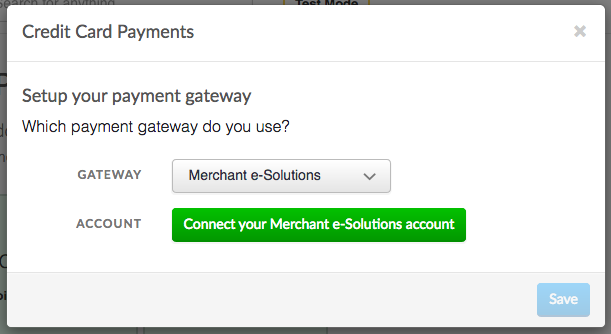 Search for anything
Test Mode
Credit Card Payments
×
Setup your payment gateway
Which payment gateway do you use?
GATEWAY Merchant e-Solutions
ACCOUNT Connect your Merchant e-Solutions account
Save